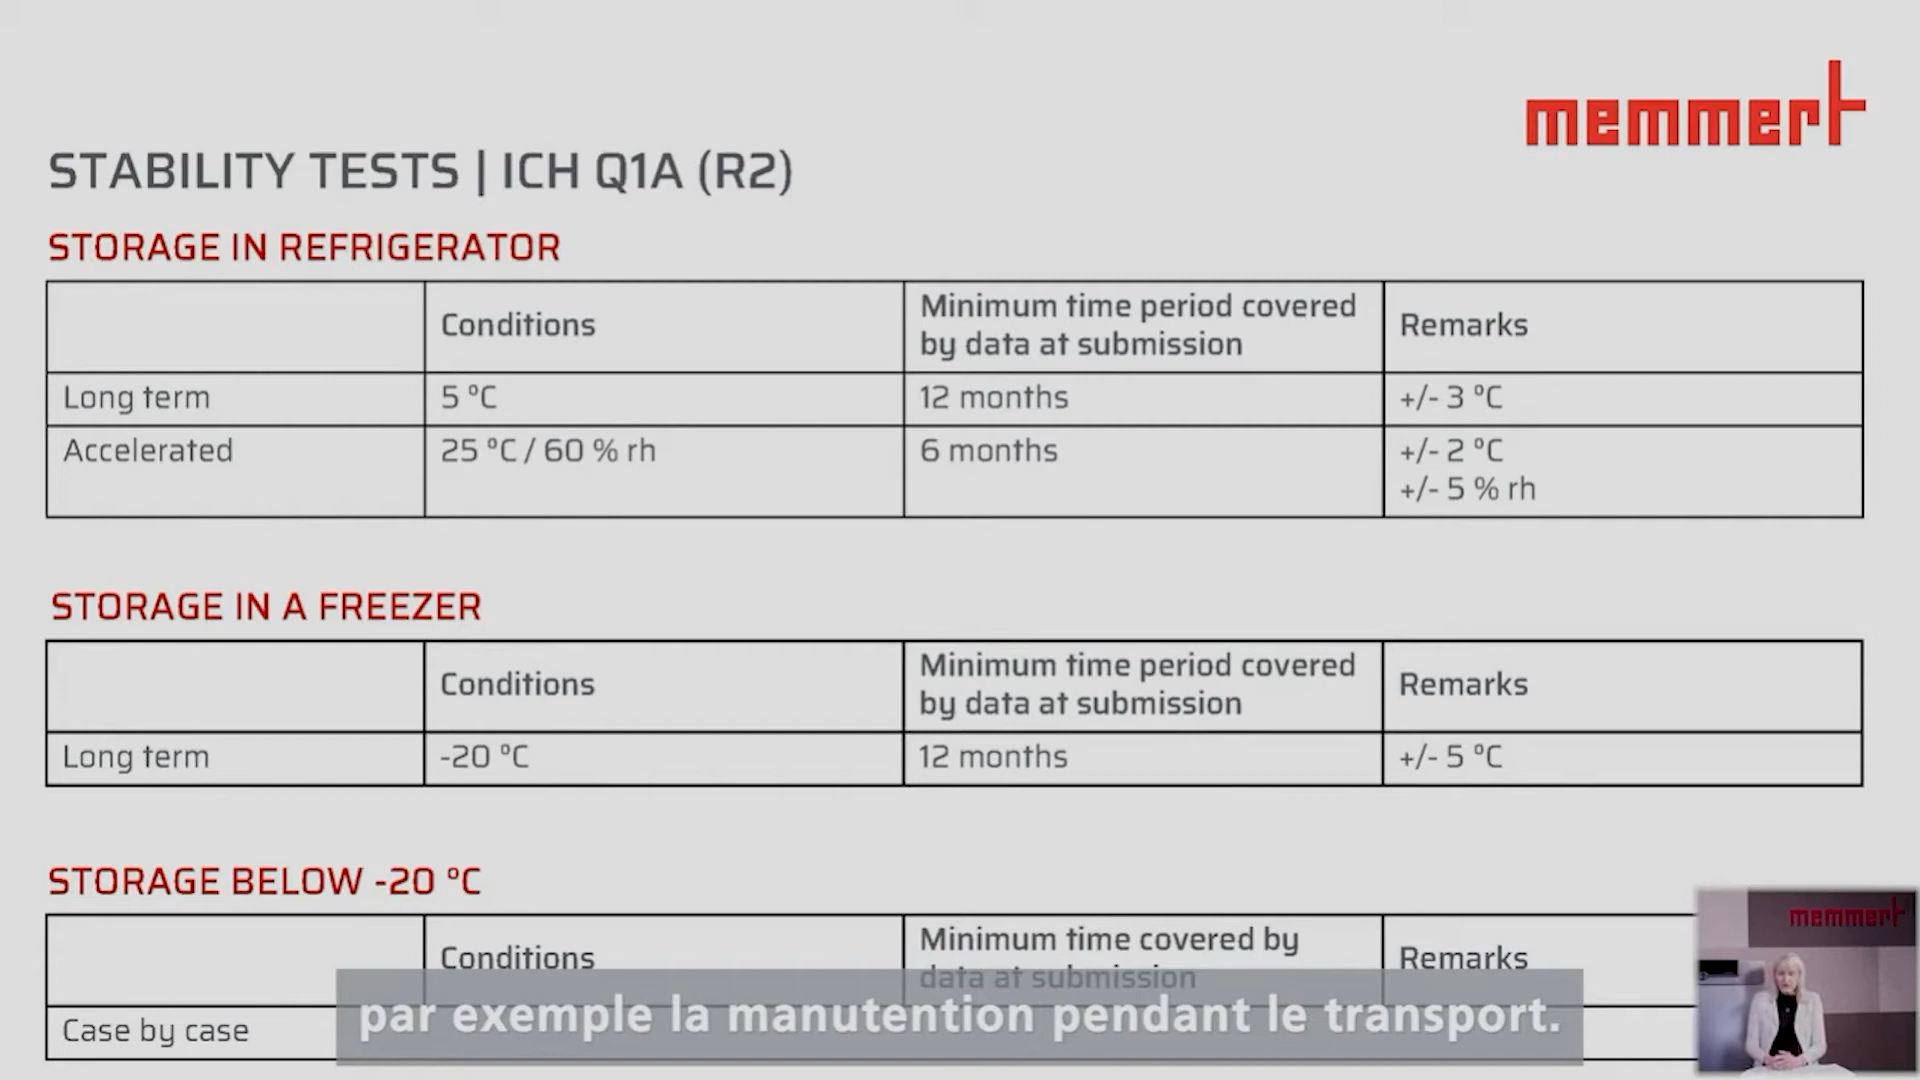 memmert
STABILITY TESTS | ICH Q1A (R2)
STORAGE IN REFRIGERATOR
Conditions
Minimum time period covered
by data at submission
Remarks
Long term
5 °C
12 months
+/- 3 °C
Accelerated
25 °C / 60 % rh
6 months
+/- 2 °C
+/- 5 % rh
STORAGE IN A FREEZER
Conditions
Minimum time period covered
by data at submission
Remarks
Long term
-20 °C
12 months
+/- 5 °C
STORAGE BELOW -20 °C
Conditions
Minimum time covered by
data at submission
Remarks
Case by case
par exemple la manutention pendant le transport.
memmert